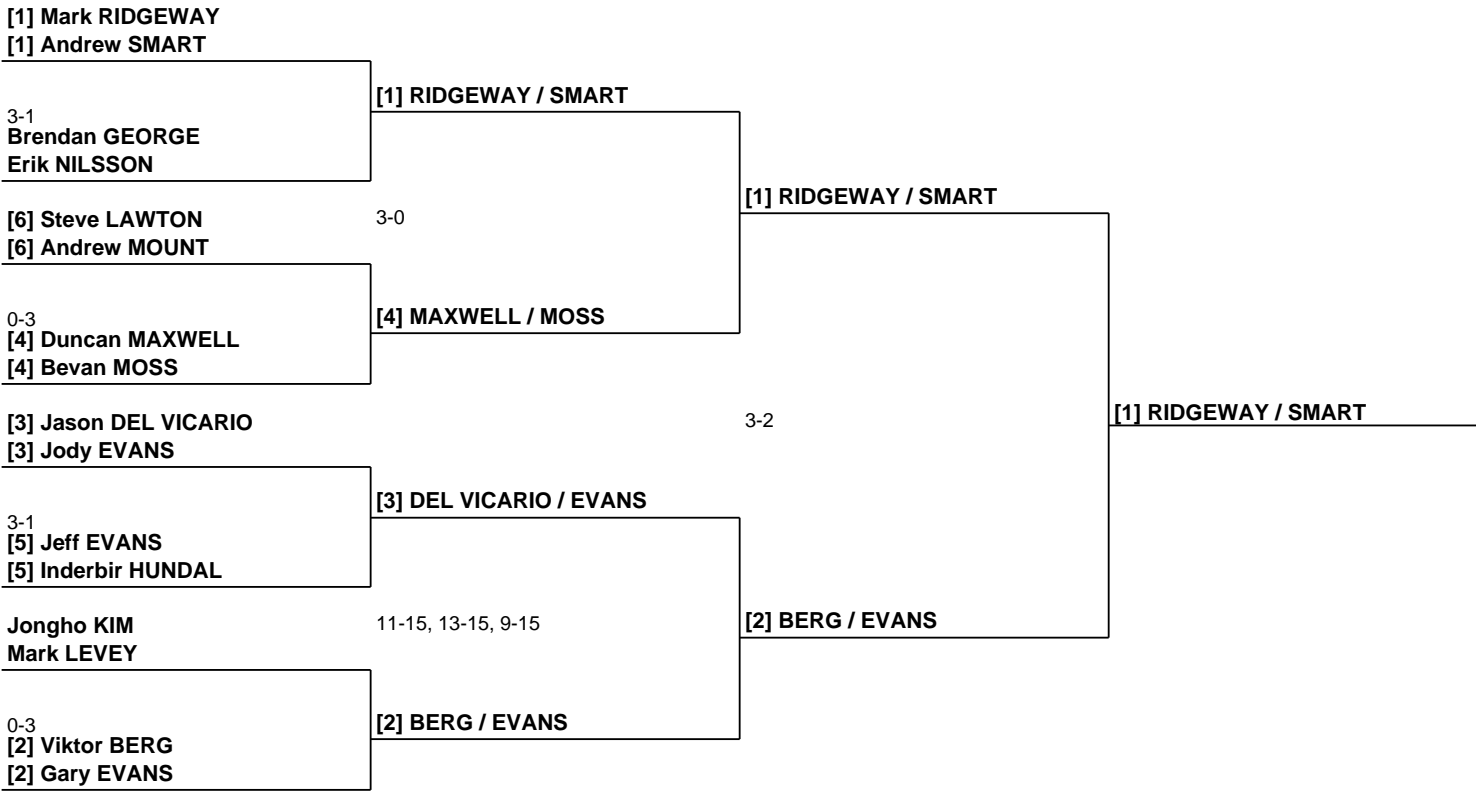 [1] Mark RIDGEWAY
[1] Andrew SMART
3-1
Brendan GEORGE
Erik NILSSON
[6] Steve LAWTON
[6] Andrew MOUNT
0-3
[4] Duncan MAXWELL
[4] Bevan MOSS
[3] Jason DEL VICARIO
[3] Jody EVANS
3-1
[5] Jeff EVANS
[5] Inderbir HUNDAL
Jongho KIM
Mark LEVEY
0-3
[2] Viktor BERG
[2] Gary EVANS
[1] RIDGEWAY / SMART
3-0
[4] MAXWELL / MOSS
[3] DEL VICARIO / EVANS
11-15, 13-15, 9-15
[2] BERG / EVANS
[1] RIDGEWAY / SMART
3-2
[2] BERG / EVANS
[1] RIDGEWAY / SMART